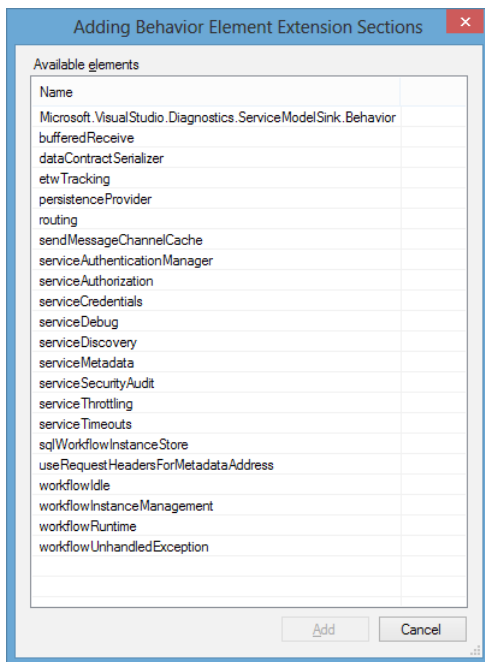 Adding Behavior Element Extension Sections
Available elements
Name
Microsoft.VisualStudio.Diagnostics.ServiceModelSink.Behavior
bufferedReceive
dataContractSerializer
etwTracking
persistenceProvider
routing
sendMessageChannelCache
serviceAuthenticationManager
serviceAuthorization
serviceCredentials
serviceDebug
serviceDiscovery
serviceMetadata
serviceSecurityAudit
serviceThrottling
serviceTimeouts
sqlWorkflowInstanceStore
useRequestHeadersForMetadataAddress
workflowIdle
workflowInstanceManagement
workflowRuntime
workflowUnhandledException
Add Cancel